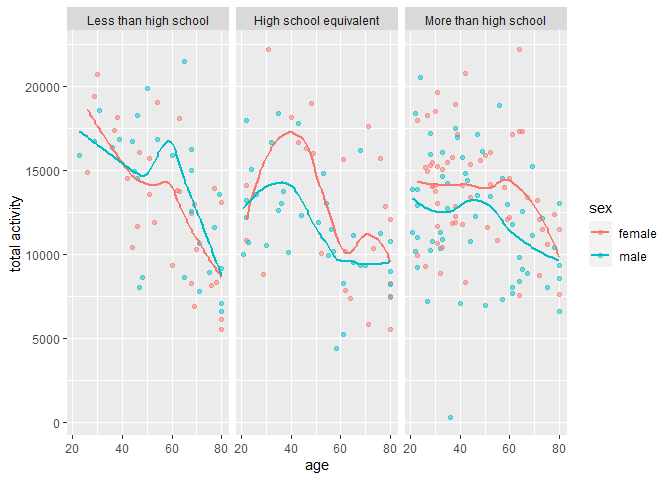 Less than high school
High school equivalent
More than high school
20000
15000
10000
5000
0
total activity
20 40 60 80
20 40 60 80
20 40 60 80
age
sex
female
male